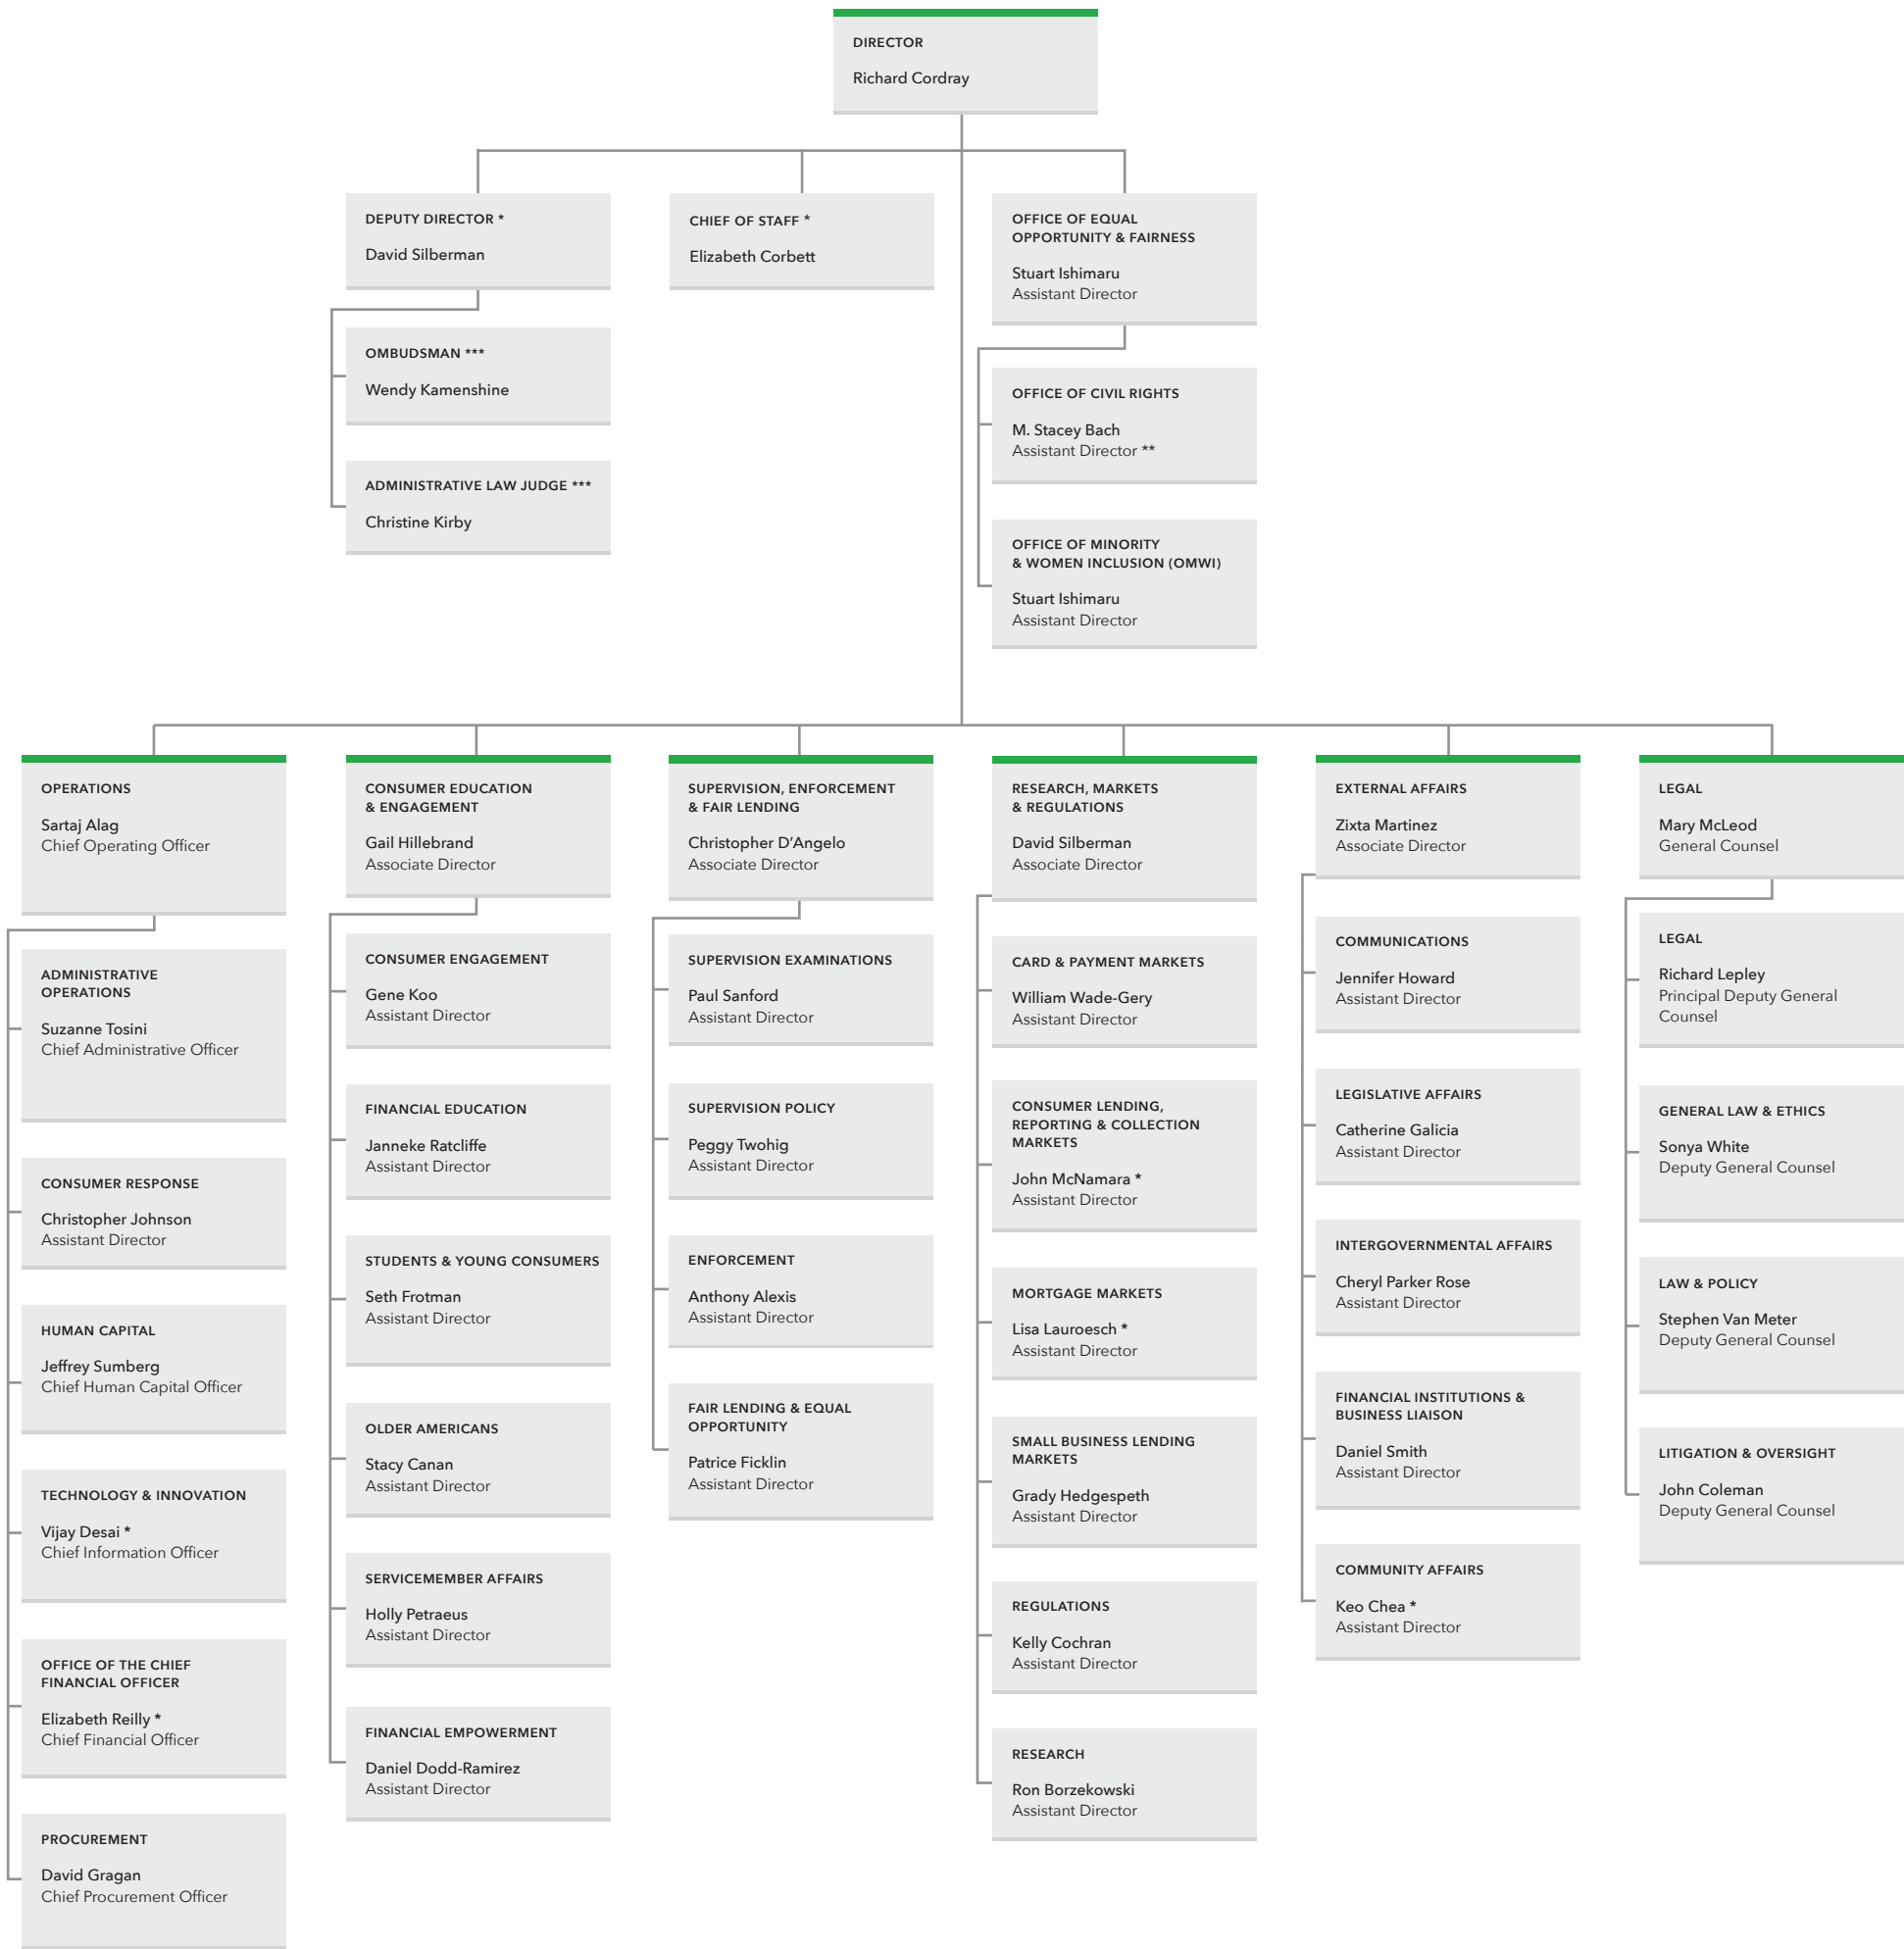 DIRECTOR
Richard Cordray
DEPUTY DIRECTOR *
David Silberman
CHIEF OF STAFF *
Elizabeth Corbett
OFFICE OF EQUAL
OPPORTUNITY & FAIRNESS
Stuart Ishimaru
Assistant Director
OMBUDSMAN ***
Wendy Kamenshine
ADMINISTRATIVE LAW JUDGE ***
Christine Kirby
OFFICE OF CIVIL RIGHTS
M. Stacey Bach
Assistant Director **
OFFICE OF MINORITY
& WOMEN INCLUSION (OMWI)
Stuart Ishimaru
Assistant Director
OPERATIONS
Sartaj Alag
Chief Operating Officer
ADMINISTRATIVE
OPERATIONS
Suzanne Tosini
Chief Administrative Officer
CONSUMER RESPONSE
Christopher Johnson
Assistant Director
HUMAN CAPITAL
Jeffrey Sumberg
Chief Human Capital Officer
TECHNOLOGY & INNOVATION
Vijay Desai *
Chief Information Officer
OFFICE OF THE CHIEF
FINANCIAL OFFICER
Elizabeth Reilly *
Chief Financial Officer
PROCUREMENT
David Gragan
Chief Procurement Officer
CONSUMER EDUCATION
& ENGAGEMENT
Gail Hillebrand
Associate Director
CONSUMER ENGAGEMENT
Gene Koo
Assistant Director
FINANCIAL EDUCATION
Janneke Ratcliffe
Assistant Director
STUDENTS & YOUNG CONSUMERS
Seth Frotman
Assistant Director
OLDER AMERICANS
Stacy Canan
Assistant Director
SERVICEMEMBER AFFAIRS
Holly Petraeus
Assistant Director
FINANCIAL EMPOWERMENT
Daniel Dodd-Ramirez
Assistant Director
SUPERVISION, ENFORCEMENT
& FAIR LENDING
Christopher D’Angelo
Associate Director
SUPERVISION EXAMINATIONS
Paul Sanford
Assistant Director
SUPERVISION POLICY
Peggy Twohig
Assistant Director
ENFORCEMENT
Anthony Alexis
Assistant Director
FAIR LENDING & EQUAL
OPPORTUNITY
Patrice Ficklin
Assistant Director
RESEARCH, MARKETS
& REGULATIONS
David Silberman
Associate Director
CARD & PAYMENT MARKETS
William Wade-Gery
Assistant Director
CONSUMER LENDING,
REPORTING & COLLECTION
MARKETS
John McNamara *
Assistant Director
MORTGAGE MARKETS
Lisa Lauroesch *
Assistant Director
SMALL BUSINESS LENDING
MARKETS
Grady Hedgespeth
Assistant Director
REGULATIONS
Kelly Cochran
Assistant Director
RESEARCH
Ron Borzekowski
Assistant Director
EXTERNAL AFFAIRS
Zixta Martinez
Associate Director
COMMUNICATIONS
Jennifer Howard
Assistant Director
LEGISLATIVE AFFAIRS
Catherine Galicia
Assistant Director
INTERGOVERNMENTAL AFFAIRS
Cheryl Parker Rose
Assistant Director
FINANCIAL INSTITUTIONS &
BUSINESS LIAISON
Daniel Smith
Assistant Director
COMMUNITY AFFAIRS
Keo Chea *
Assistant Director
LEGAL
Mary McLeod
General Counsel
LEGAL
Richard Lepley
Principal Deputy General
Counsel
GENERAL LAW & ETHICS
Sonya White
Deputy General Counsel
LAW & POLICY
Stephen Van Meter
Deputy General Counsel
LITIGATION & OVERSIGHT
John Coleman
Deputy General Counsel